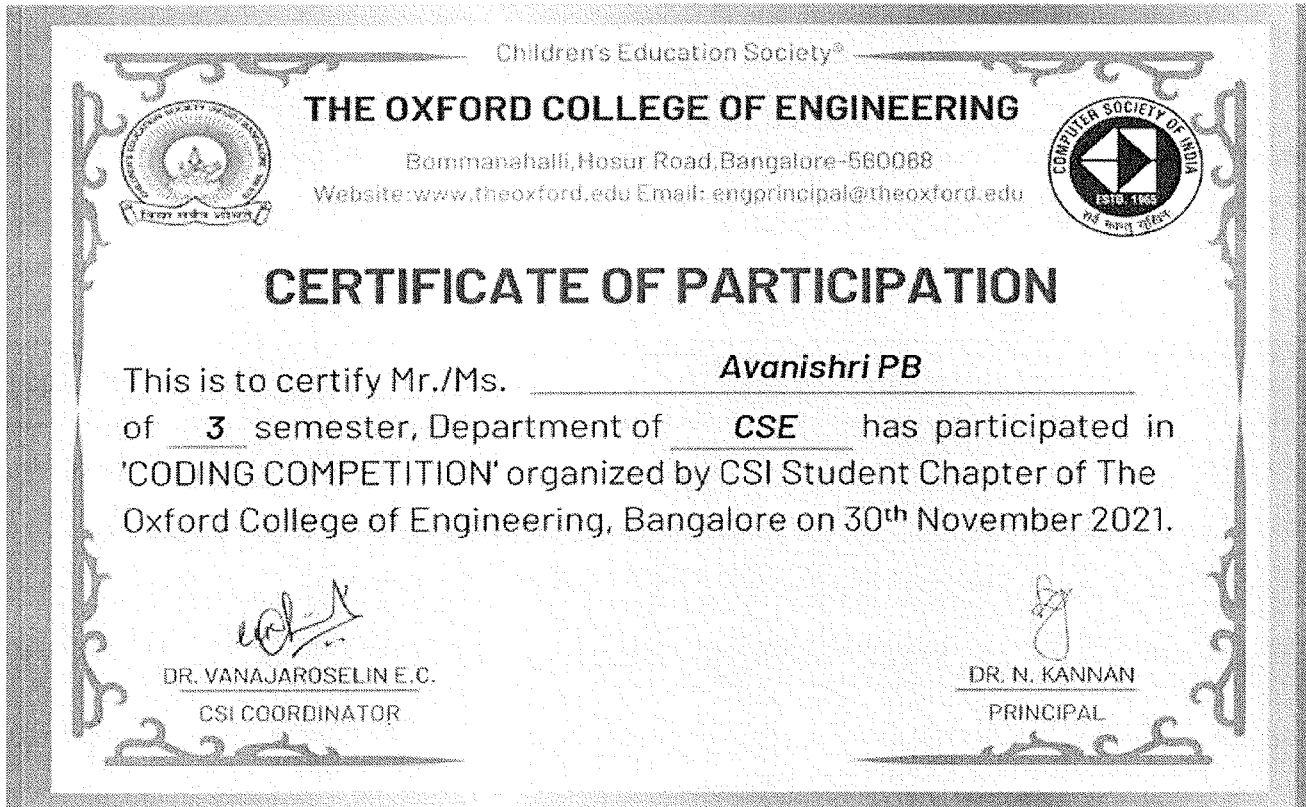 Children's Education Society®
THE OXFORD COLLEGE OF ENGINEERING
Bommanahalli,Hosur Road,Bangalore-560068
Website:www.theoxford.edu Email: engprincipal@theoxford.edu
COMPUTER SOCIETY OF INDIA
ESTD. 1965
CERTIFICATE OF PARTICIPATION
This is to certify Mr./Ms. Avanishri PB
of 3 semester, Department of CSE has participated in
'CODING COMPETITION' organized by CSI Student Chapter of The
Oxford College of Engineering, Bangalore on 30th November 2021.
DR. VANAJAROSELIN E.C.
CSI COORDINATOR
DR. N. KANNAN
PRINCIPAL